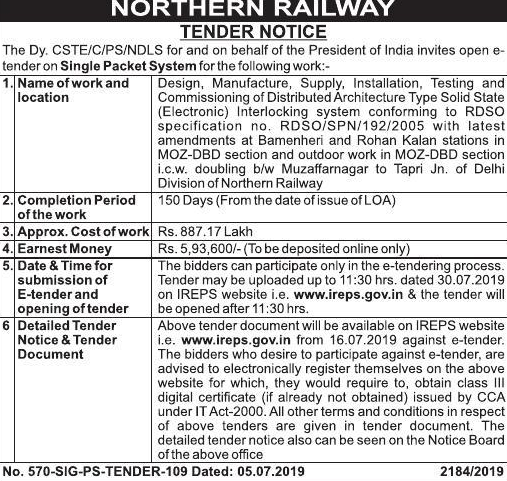 NORTHERN RAILWAY
TENDER NOTICE
The Dy. CSTE/C/PS/NDLS for and on behalf of the President of India invites open e-
tender on Single Packet System for the following work:-
1. Name of work and location
Design, Manufacture, Supply, Installation, Testing and
Commissioning of Distributed Architecture Type Solid State
(Electronic) Interlocking system conforming to RDSO
specification no. RDSO/SPN/192/2005 with latest
amendments at Bamenheri and Rohan Kalan stations in
MOZ-DBD section and outdoor work in MOZ-DBD section
i.c.w. doubling b/w Muzaffarnagar to Tapri Jn. of Delhi
Division of Northern Railway
2. Completion Period of the work
150 Days (From the date of issue of LOA)
3. Approx. Cost of work Rs. 887.17 Lakh
4. Earnest Money Rs. 5,93,600/- (To be deposited online only)
5. Date & Time for
submission of
E-tender and
opening of tender
The bidders can participate only in the e-tendering process.
Tender may be uploaded up to 11:30 hrs. dated 30.07.2019
on IREPS website i.e. www.ireps.gov.in & the tender will
be opened after 11:30 hrs.
6 Detailed Tender
Notice & Tender
Document
Above tender document will be available on IREPS website
i.e. www.ireps.gov.in from 16.07.2019 against e-tender.
The bidders who desire to participate against e-tender, are
advised to electronically register themselves on the above
website for which, they would require to, obtain class III
digital certificate (if already not obtained) issued by CCA
under IT Act-2000. All other terms and conditions in respect
of above tenders are given in tender document. The
detailed tender notice also can be seen on the Notice Board
of the above office
No. 570-SIG-PS-TENDER-109 Dated: 05.07.2019 2184/2019